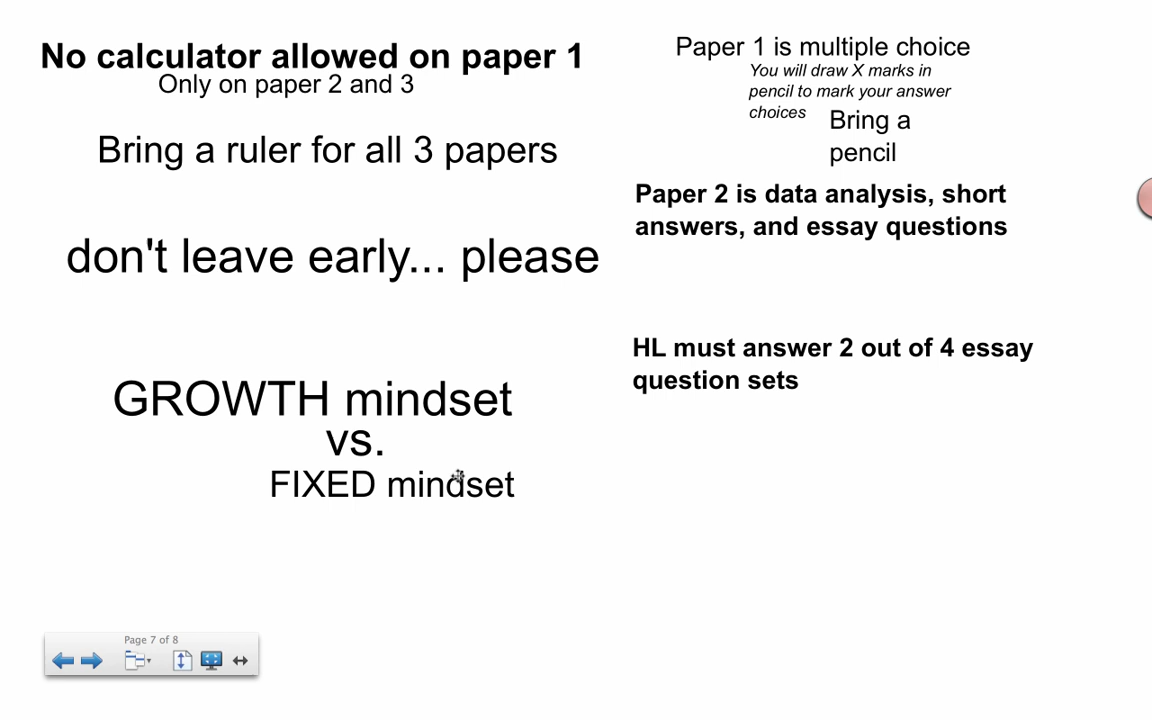 No calculator allowed on paper 1
Only on paper 2 and 3
Bring a ruler for all 3 papers
don't leave early... please
GROWTH mindset
vs.
FIXED mindset
Paper 1 is multiple choice
You will draw X marks in
pencil to mark your answer
choices
Bring a
pencil
Paper 2 is data analysis, short
answers, and essay questions
HL must answer 2 out of 4 essay
question sets
Page 7 of 8